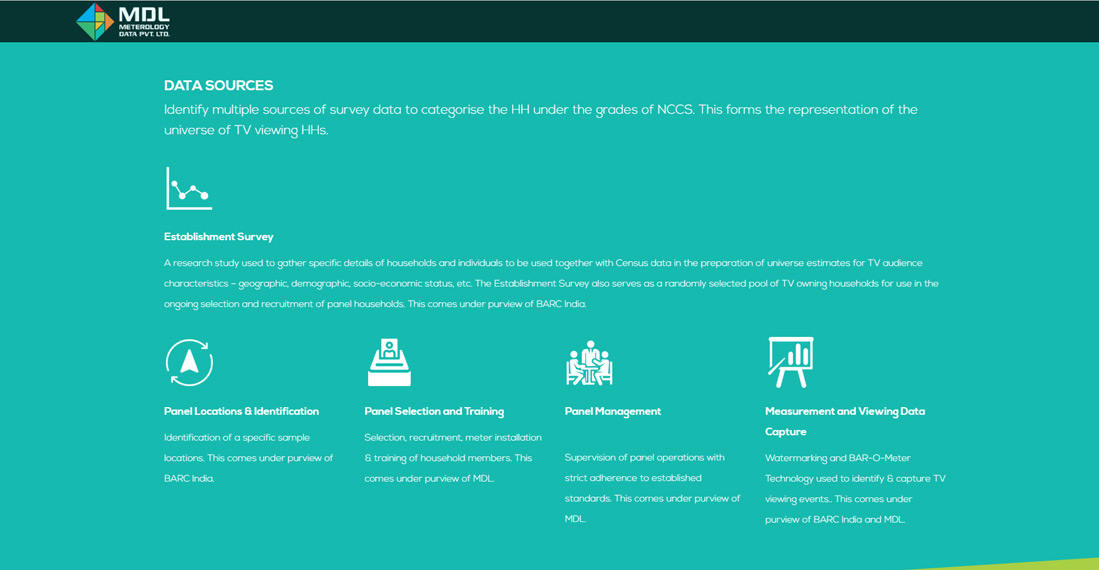 MDL
METEROLOGY
DATA PVT. LTD.
DATA SOURCES
Identify multiple sources of survey data to categorise the HH under the grades of NCCS. This forms the representation of the
universe of TV viewing HHs.
Establishment Survey
A research study used to gather specific details of households and individuals to be used together with Census data in the preparation of universe estimates for TV audience
characteristics – geographic, demographic, socio-economic status, etc. The Establishment Survey also serves as a randomly selected pool of TV owning households for use in the
ongoing selection and recruitment of panel households. This comes under purview of BARC India.
Panel Locations & Identification
Identification of a specific sample
locations. This comes under purview of
BARC India.
Panel Selection and Training
Selection, recruitment, meter installation
& training of household members. This
comes under purview of MDL.
Panel Management
Supervision of panel operations with
strict adherence to established
standards. This comes under purview of
MDL.
Measurement and Viewing Data
Capture
Watermarking and BAR-O-Meter
Technology used to identify & capture TV
viewing events,. This comes under
purview of BARC India and MDL.